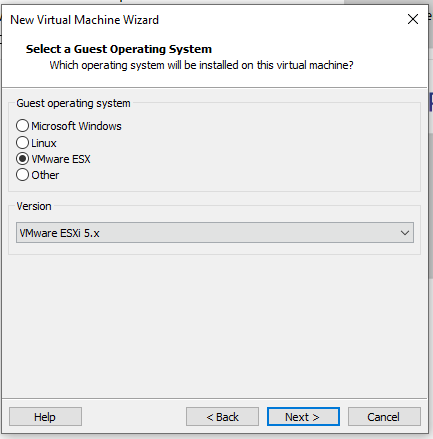 New Virtual Machine Wizard
Select a Guest Operating System
Which operating system will be installed on this virtual machine?
Guest operating system
Microsoft Windows
Linux
VMware ESX
Other
Version
VMware ESXi 5.x
Help
< Back
Next >
Cancel